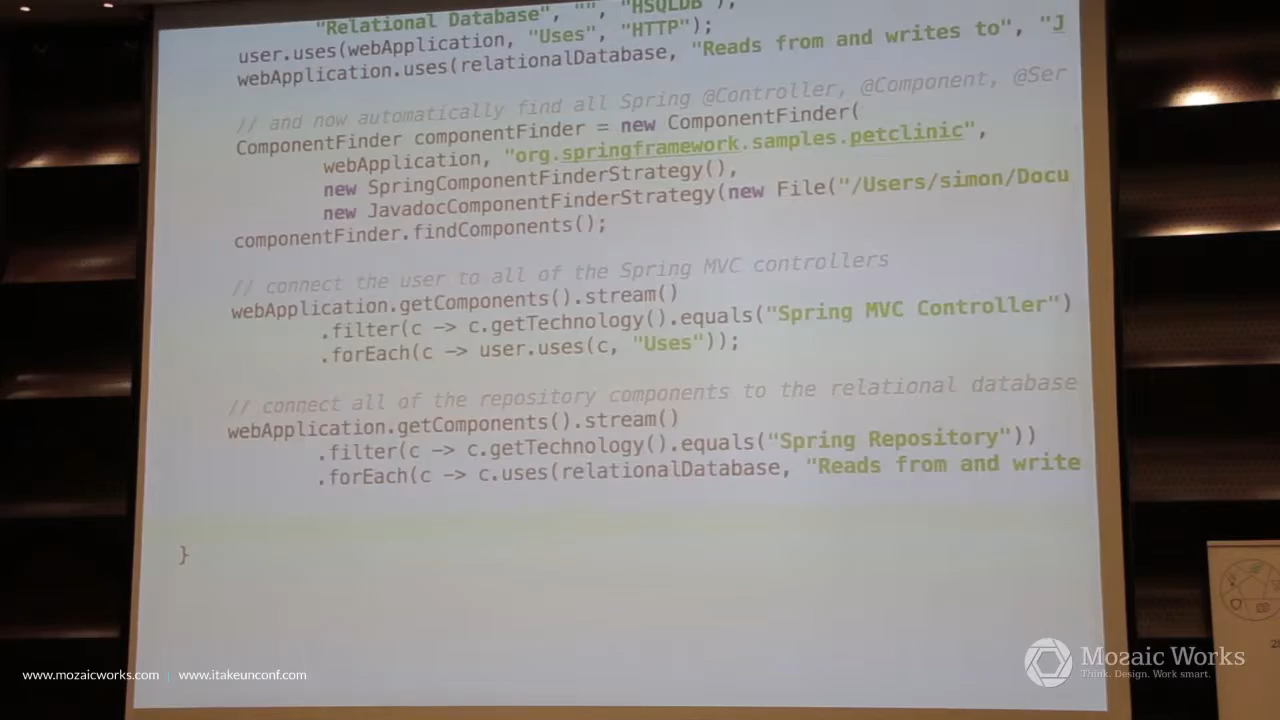 "Relational Database", "", "HSQLDB");
user.uses(webApplication, "Uses", "HTTP");
webApplication.uses(relationalDatabase, "Reads from and writes to", "J
// and now automatically find all Spring @Controller, @Component, @Ser
ComponentFinder componentFinder = new ComponentFinder(
webApplication, "org.springframework.samples.petclinic",
new SpringComponentFinderStrategy(),
new JavadocComponentFinderStrategy(new File("/Users/simon/Docu
componentFinder.findComponents();
// connect the user to all of the Spring MVC controllers
webApplication.getComponents().stream()
.filter(c -> c.getTechnology().equals("Spring MVC Controller")
.forEach(c -> user.uses(c, "Uses"));
// connect all of the repository components to the relational database
webApplication.getComponents().stream()
.filter(c -> c.getTechnology().equals("Spring Repository"))
.forEach(c -> c.uses(relationalDatabase, "Reads from and write
}
Mozaic Works
Think. Design. Work smart.
www.mozaicworks.com | www.itakeunconf.com